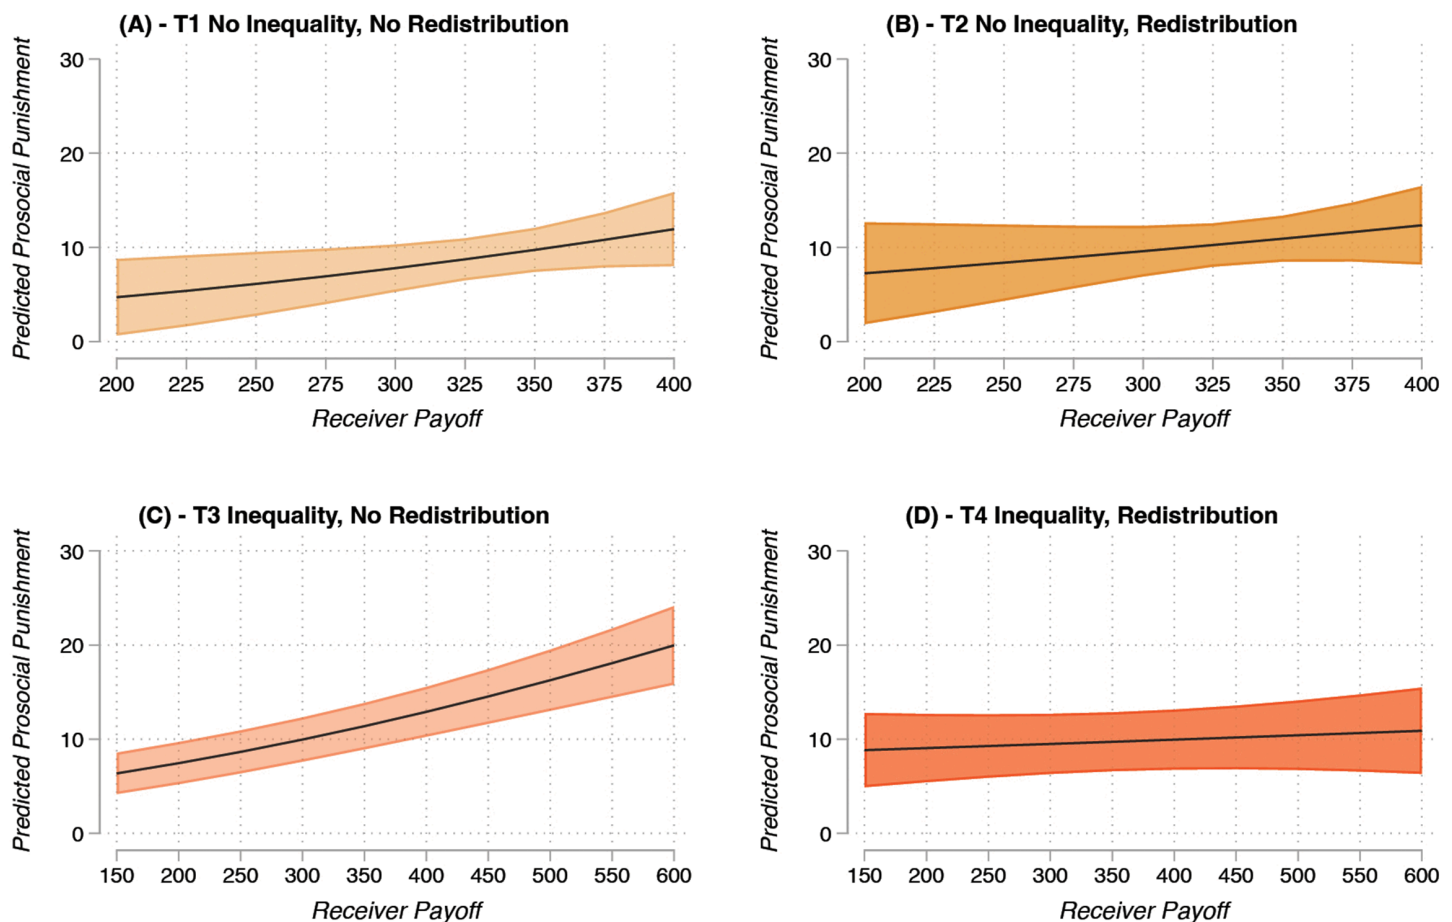 (A) - T1 No Inequality, No Redistribution
Predicted Prosocial Punishment
30
20
10
0
200 225 250 275 300 325 350 375 400
Receiver Payoff
(B) - T2 No Inequality, Redistribution
Predicted Prosocial Punishment
30
20
10
0
200 225 250 275 300 325 350 375 400
Receiver Payoff
(C) - T3 Inequality, No Redistribution
Predicted Prosocial Punishment
30
20
10
0
150 200 250 300 350 400 450 500 550 600
Receiver Payoff
(D) - T4 Inequality, Redistribution
Predicted Prosocial Punishment
30
20
10
0
150 200 250 300 350 400 450 500 550 600
Receiver Payoff